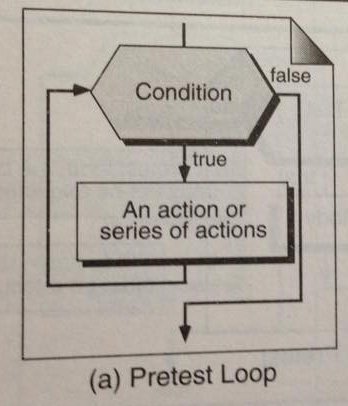 Condition
false
true
An action or
series of actions
(a) Pretest Loop